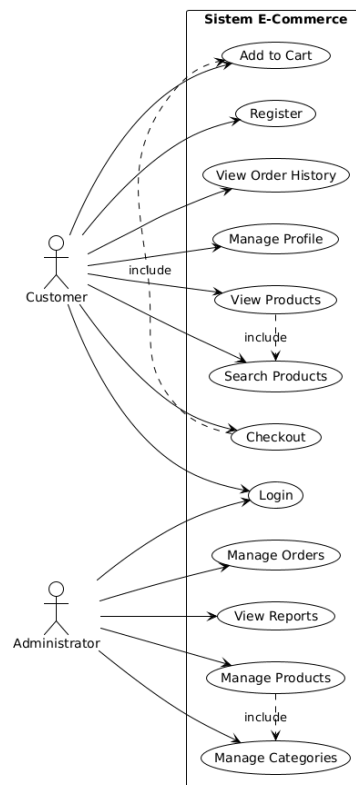 Sistem E-Commerce
Add to Cart
Register
View Order History
Manage Profile
include
View Products
Customer
include
Search Products
Checkout
Login
Manage Orders
View Reports
Administrator
Manage Products
include
Manage Categories